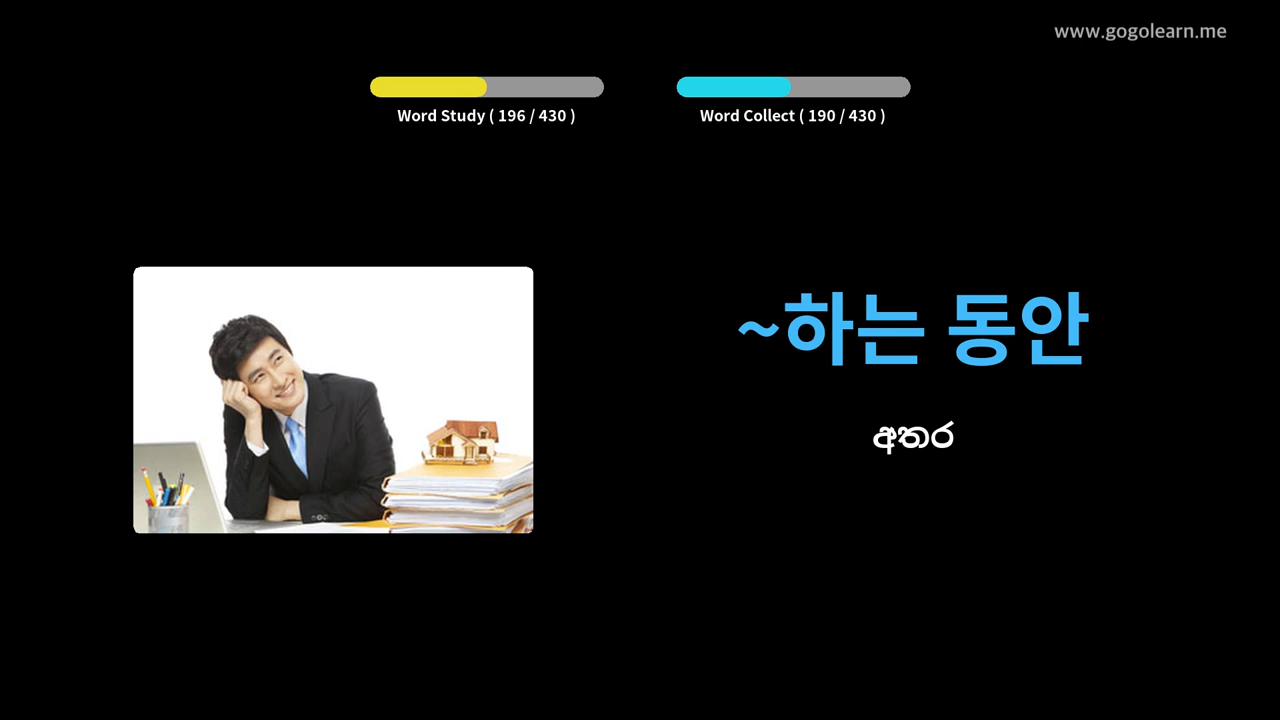 www.gogolearn.me
Word Study ( 196 / 430 )
Word Collect ( 190 / 430 )
~하는 동안
අතර